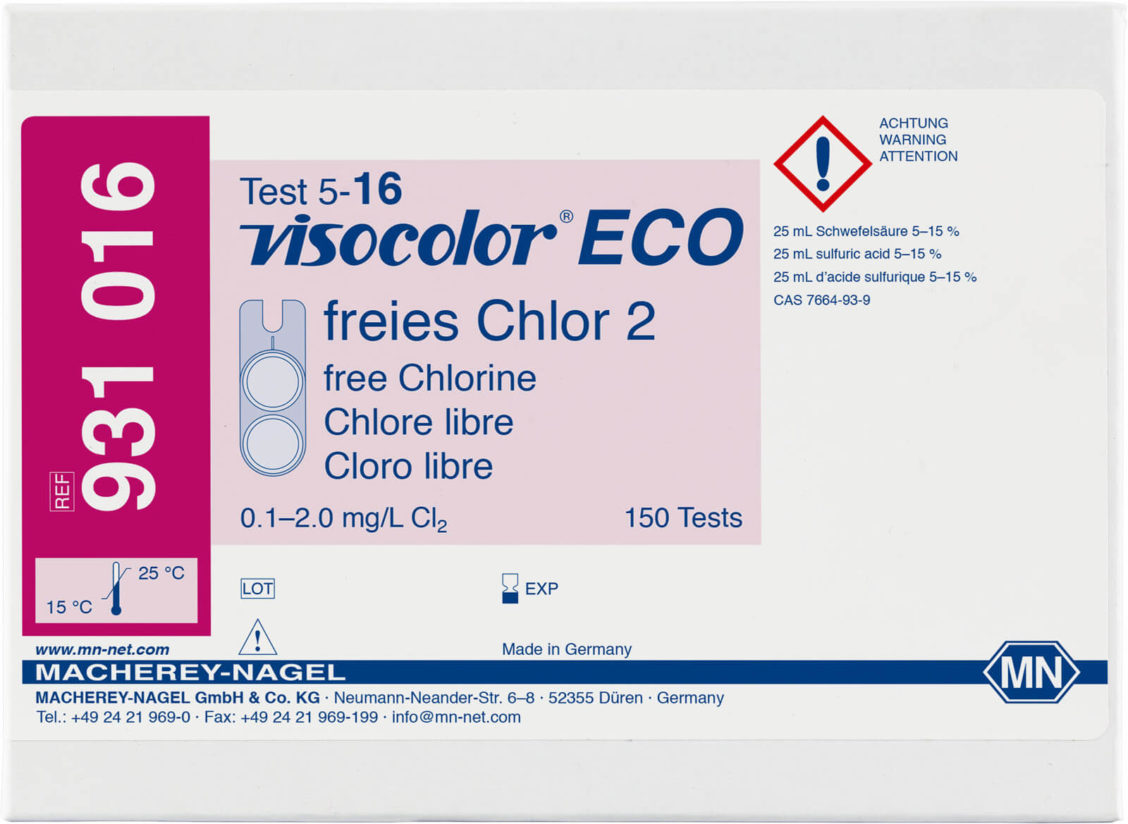 REF
931 016
15 °C
25 °C
Test 5-16
visocolor® ECO
freies Chlor 2
free Chlorine
Chlore libre
Cloro libre
0.1–2.0 mg/L Cl₂
150 Tests
ACHTUNG
WARNING
ATTENTION
25 mL Schwefelsäure 5–15 %
25 mL sulfuric acid 5–15 %
25 mL d'acide sulfurique 5–15 %
CAS 7664-93-9
LOT
EXP
www.mn-net.com
Made in Germany
MACHEREY-NAGEL
MN
MACHEREY-NAGEL GmbH & Co. KG · Neumann-Neander-Str. 6–8 · 52355 Düren · Germany
Tel.: +49 24 21 969-0 · Fax: +49 24 21 969-199 · info@mn-net.com